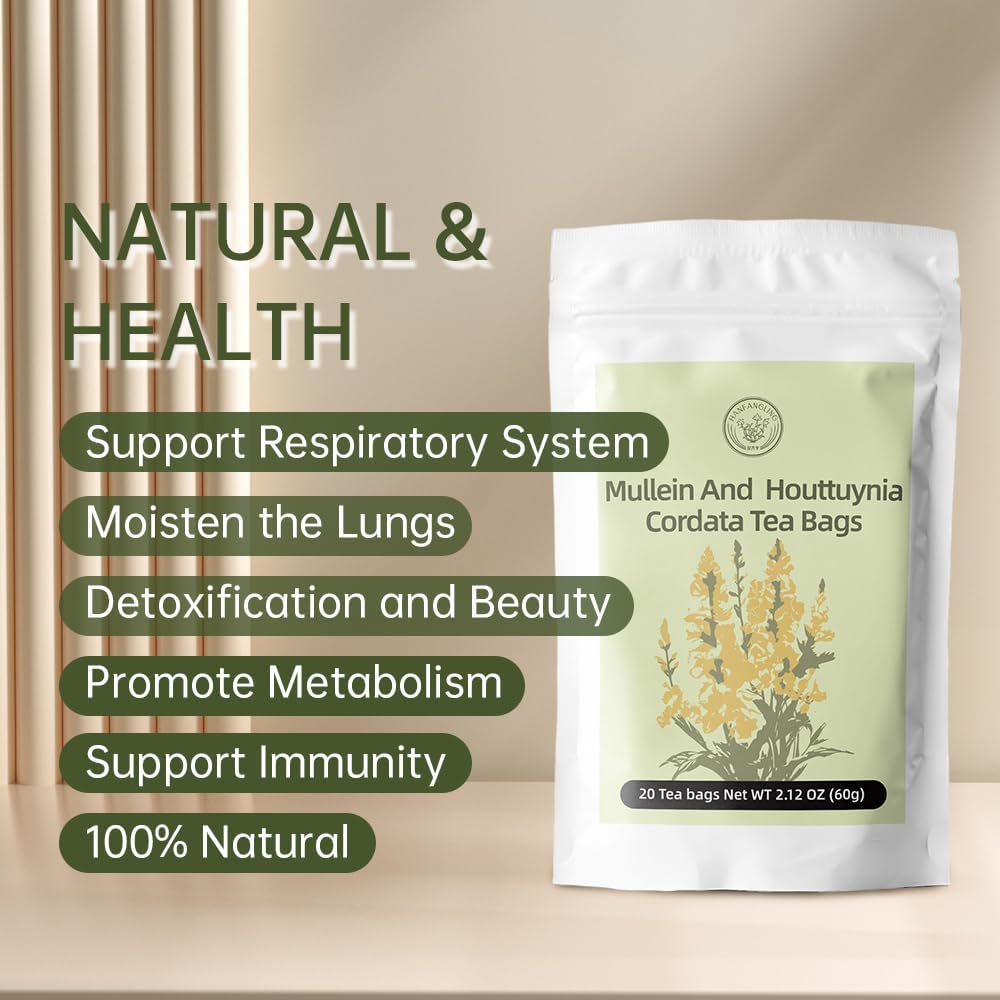 NATURAL &
HEALTH
Support Respiratory System
Moisten the Lungs
Detoxification and Beauty
Promote Metabolism
Support Immunity
100% Natural
HANFANGLING
Mullein And Houttuynia
Cordata Tea Bags
20 Tea bags Net WT 2.12 OZ (60g)